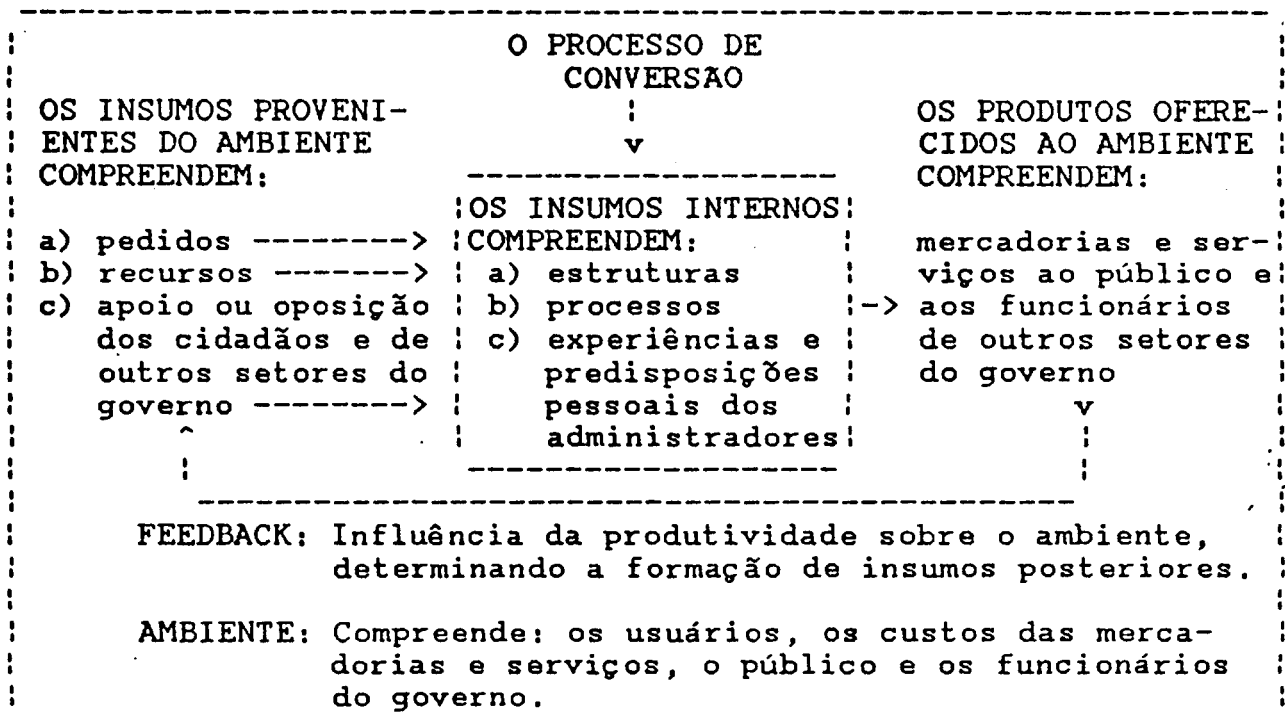 O PROCESSO DE
CONVERSÃO
OS INSUMOS PROVENI-
ENTES DO AMBIENTE
COMPREENDEM:
a) pedidos -------->
b) recursos ------->
c) apoio ou oposição
dos cidadãos e de
outros setores do
governo -------->
OS INSUMOS INTERNOS
COMPREENDEM:
a) estruturas
b) processos
c) experiências e
predisposições
pessoais dos
administradores
OS PRODUTOS OFERE-
CIDOS AO AMBIENTE
COMPREENDEM:
mercadorias e ser-
viços ao público e
aos funcionários
de outros setores
do governo
FEEDBACK: Influência da produtividade sobre o ambiente,
determinando a formação de insumos posteriores.
AMBIENTE: Compreende: os usuários, os custos das merca-
dorias e serviços, o público e os funcionários
do governo.